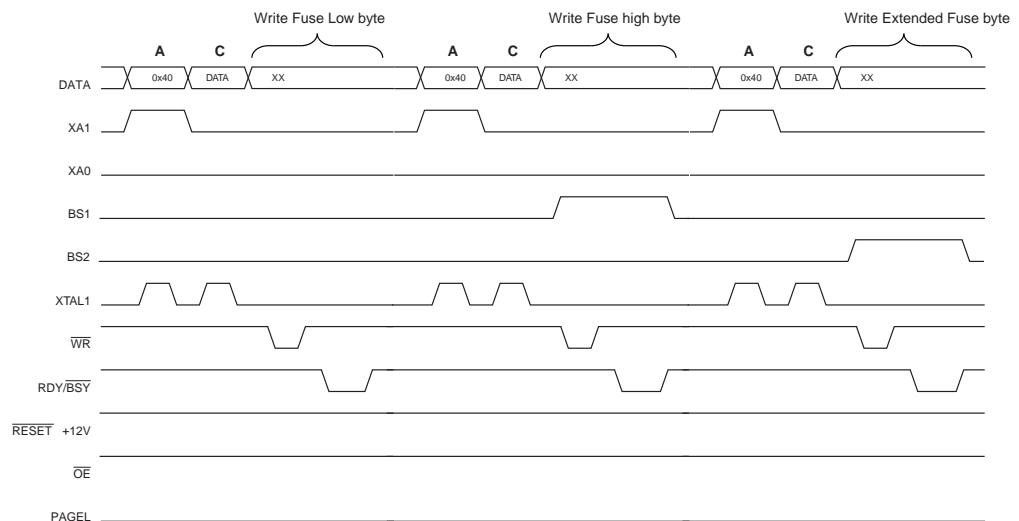 Write Fuse Low byte Write Fuse high byte Write Extended Fuse byte
A C A C A C
DATA 0x40 DATA XX 0x40 DATA XX 0x40 DATA XX
XA1
XA0
BS1
BS2
XTAL1
WR
RDY/BSY
RESET +12V
OE
PAGEL